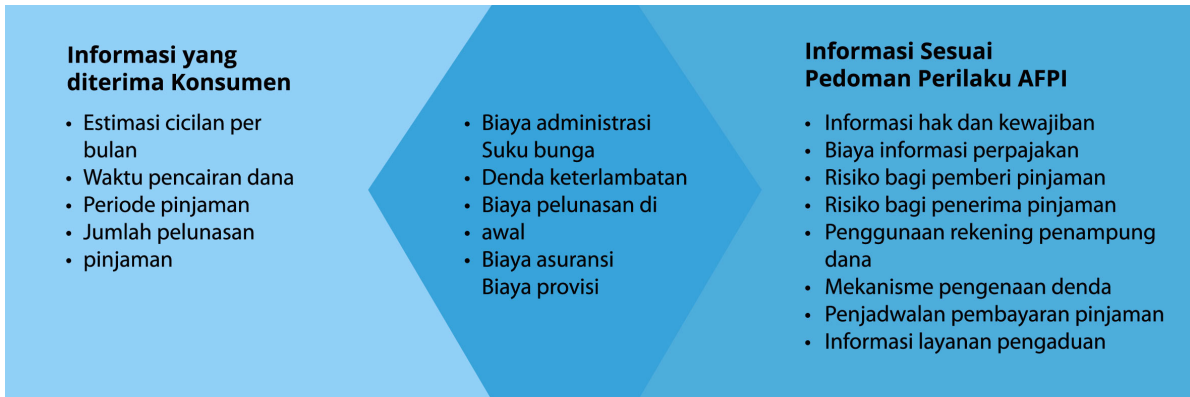 Informasi yang
diterima Konsumen
• Estimasi cicilan per
bulan
• Waktu pencairan dana
• Periode pinjaman
• Jumlah pelunasan
• pinjaman
• Biaya administrasi
Suku bunga
• Denda keterlambatan
• Biaya pelunasan di
• awal
• Biaya asuransi
Biaya provisi
Informasi Sesuai
Pedoman Perilaku AFPI
• Informasi hak dan kewajiban
• Biaya informasi perpajakan
• Risiko bagi pemberi pinjaman
• Risiko bagi penerima pinjaman
• Penggunaan rekening penampung
dana
• Mekanisme pengenaan denda
• Penjadwalan pembayaran pinjaman
• Informasi layanan pengaduan